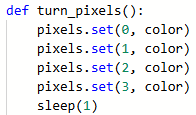 def turn_pixels():
    pixels.set(0, color)
    pixels.set(1, color)
    pixels.set(2, color)
    pixels.set(3, color)
    sleep(1)